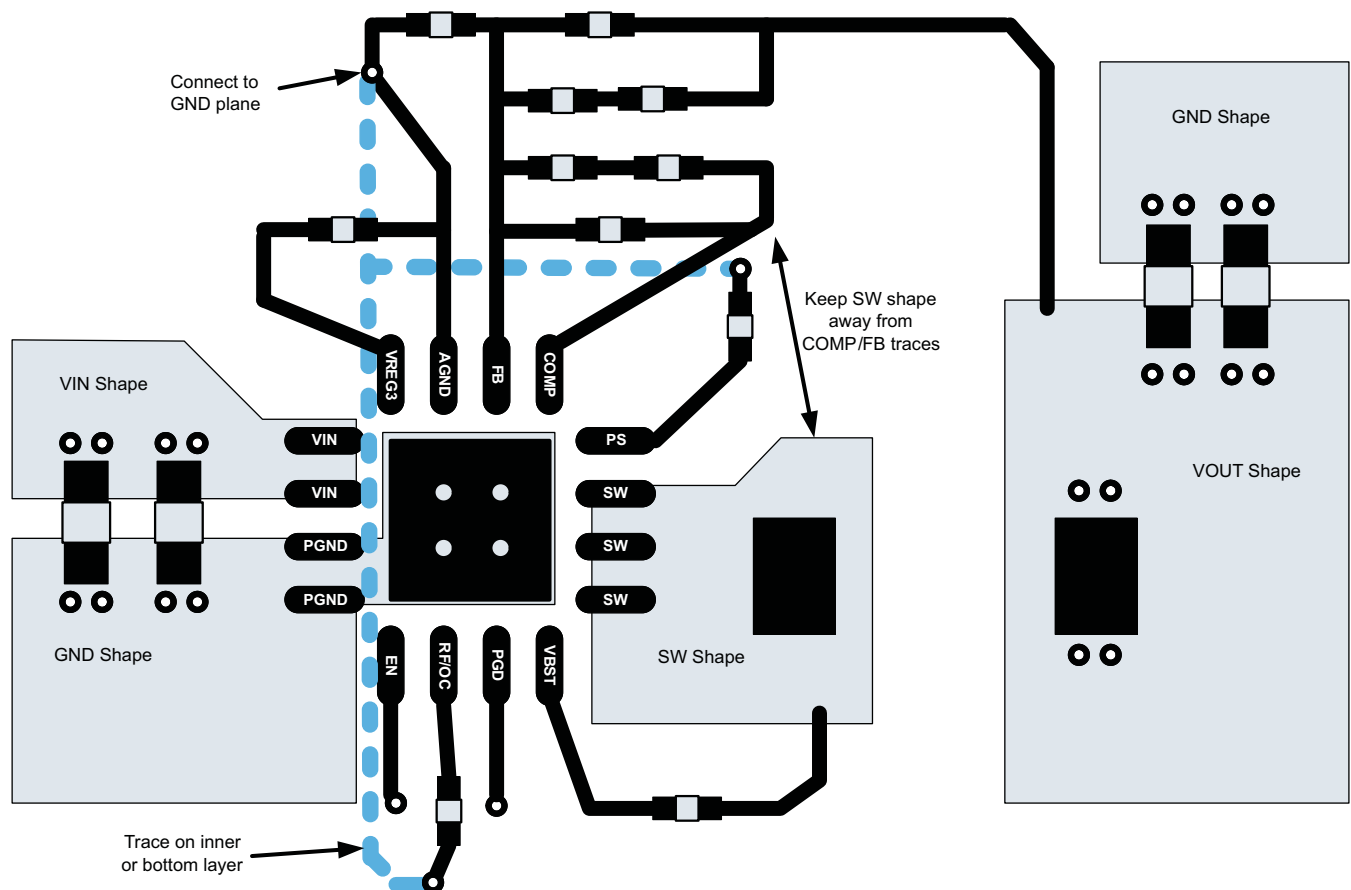 Connect to
GND plane
GND Shape
Keep SW shape
away from
COMP/FB traces
VREG3
AGND
FB
COMP
VIN Shape
VIN
PS
VOUT Shape
VIN
SW
PGND
SW
PGND
SW
GND Shape
EN
RF/OC
PGD
VBST
SW Shape
Trace on inner
or bottom layer